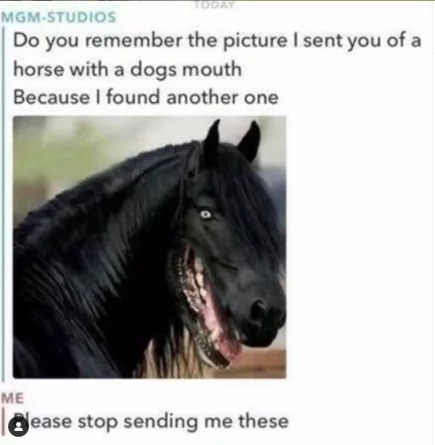 TODAY
MGM-STUDIOS
Do you remember the picture I sent you of a
horse with a dogs mouth
Because I found another one
ME
Please stop sending me these